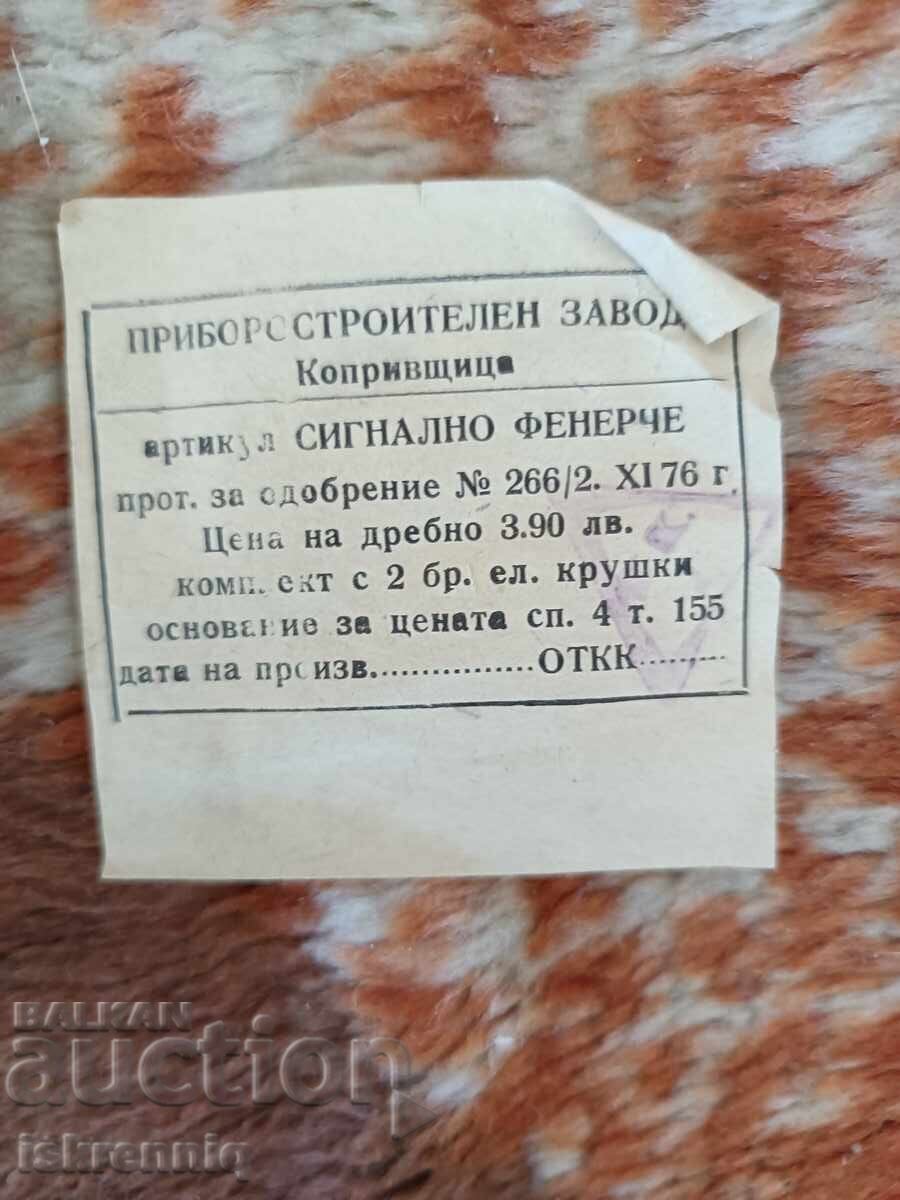 ПРИБОРОСТРОИТЕЛЕН ЗАВОД
Копривщица
артикул СИГНАЛНО ФЕНЕРЧЕ
прот. за одобрение № 266/2. XI 76 г.
Цена на дребно 3.90 лв.
комплект с 2 бр. ел. крушки
основание за цената сп. 4 т. 155
дата на произв................ОТКК.........
BALKAN
auction
iskrenniq